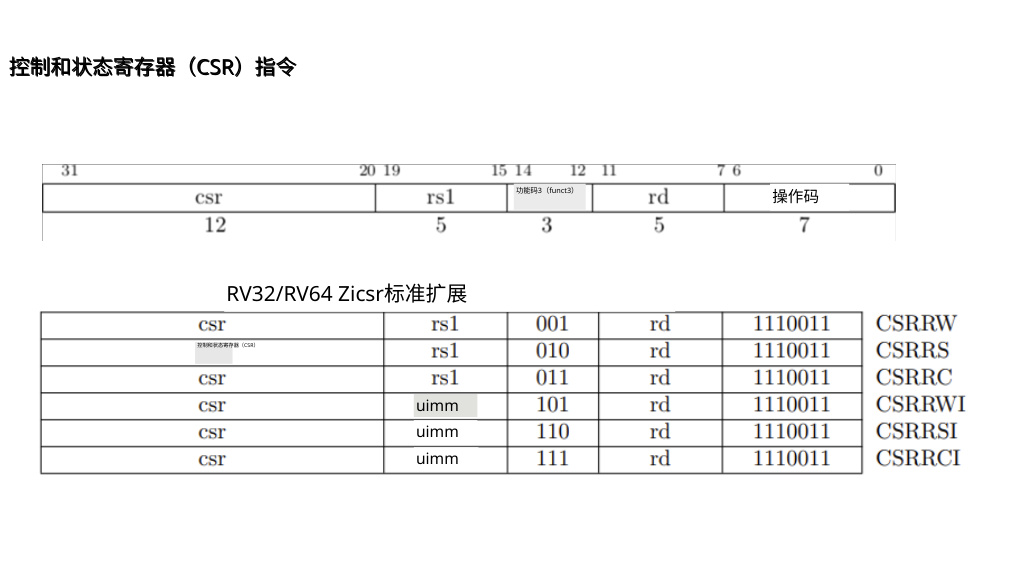 控制和状态寄存器（CSR）指令
31 20 19 15 14 12 11 7 6 0
csr rs1 功能码3（funct3） rd 操作码
12 5 3 5 7
RV32/RV64 Zicsr标准扩展
csr rs1 001 rd 1110011 CSRRW
控制和状态寄存器（CSR） rs1 010 rd 1110011 CSRRS
csr rs1 011 rd 1110011 CSRRC
csr uimm 101 rd 1110011 CSRRWI
csr uimm 110 rd 1110011 CSRRSI
csr uimm 111 rd 1110011 CSRRCI